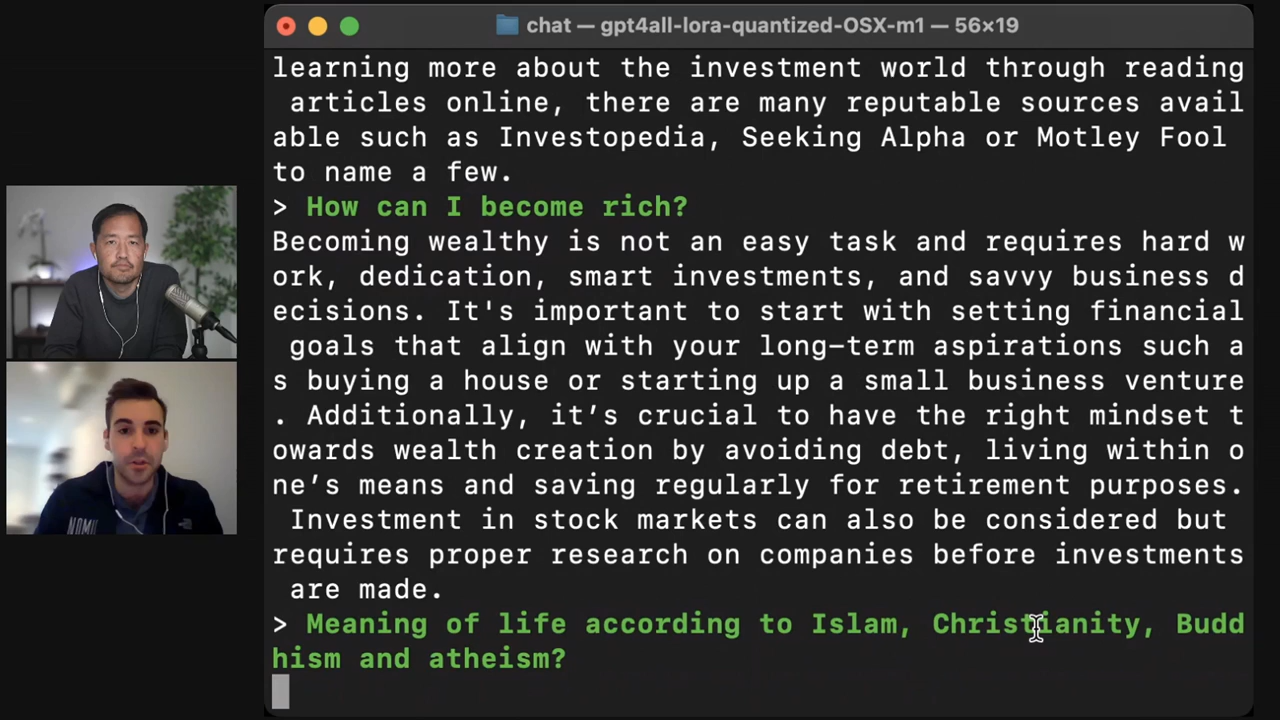 chat — gpt4all-lora-quantized-OSX-m1 — 56×19
learning more about the investment world through reading
 articles online, there are many reputable sources avail
able such as Investopedia, Seeking Alpha or Motley Fool
to name a few.
> How can I become rich?
Becoming wealthy is not an easy task and requires hard w
ork, dedication, smart investments, and savvy business d
ecisions. It's important to start with setting financial
 goals that align with your long-term aspirations such a
s buying a house or starting up a small business venture
. Additionally, it’s crucial to have the right mindset t
owards wealth creation by avoiding debt, living within o
ne’s means and saving regularly for retirement purposes.
 Investment in stock markets can also be considered but
requires proper research on companies before investments
 are made.
> Meaning of life according to Islam, Christianity, Budd
hism and atheism?